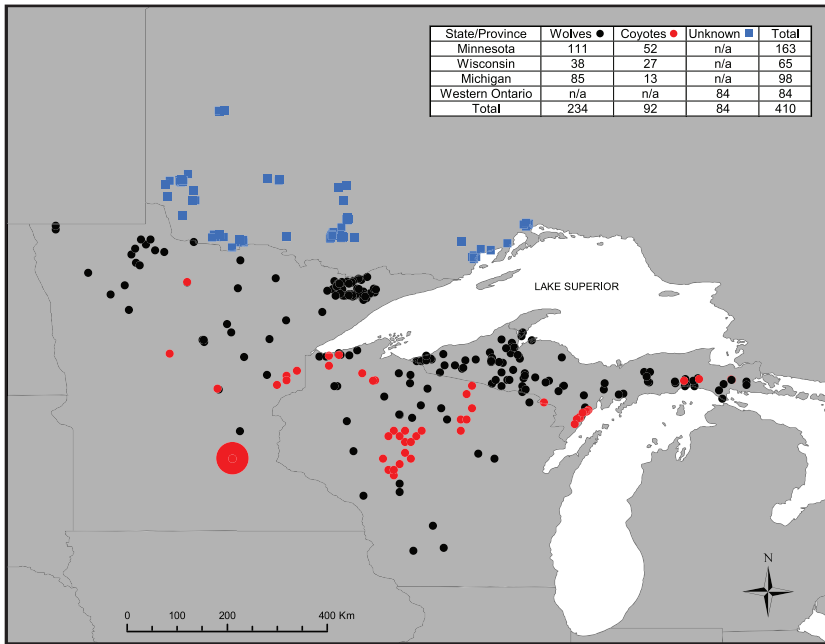 State/Province Wolves Coyotes Unknown Total
Minnesota 111 52 n/a 163
Wisconsin 38 27 n/a 65
Michigan 85 13 n/a 98
Western Ontario n/a n/a 84 84
Total 234 92 84 410
LAKE SUPERIOR
N
0 100 200 400 Km